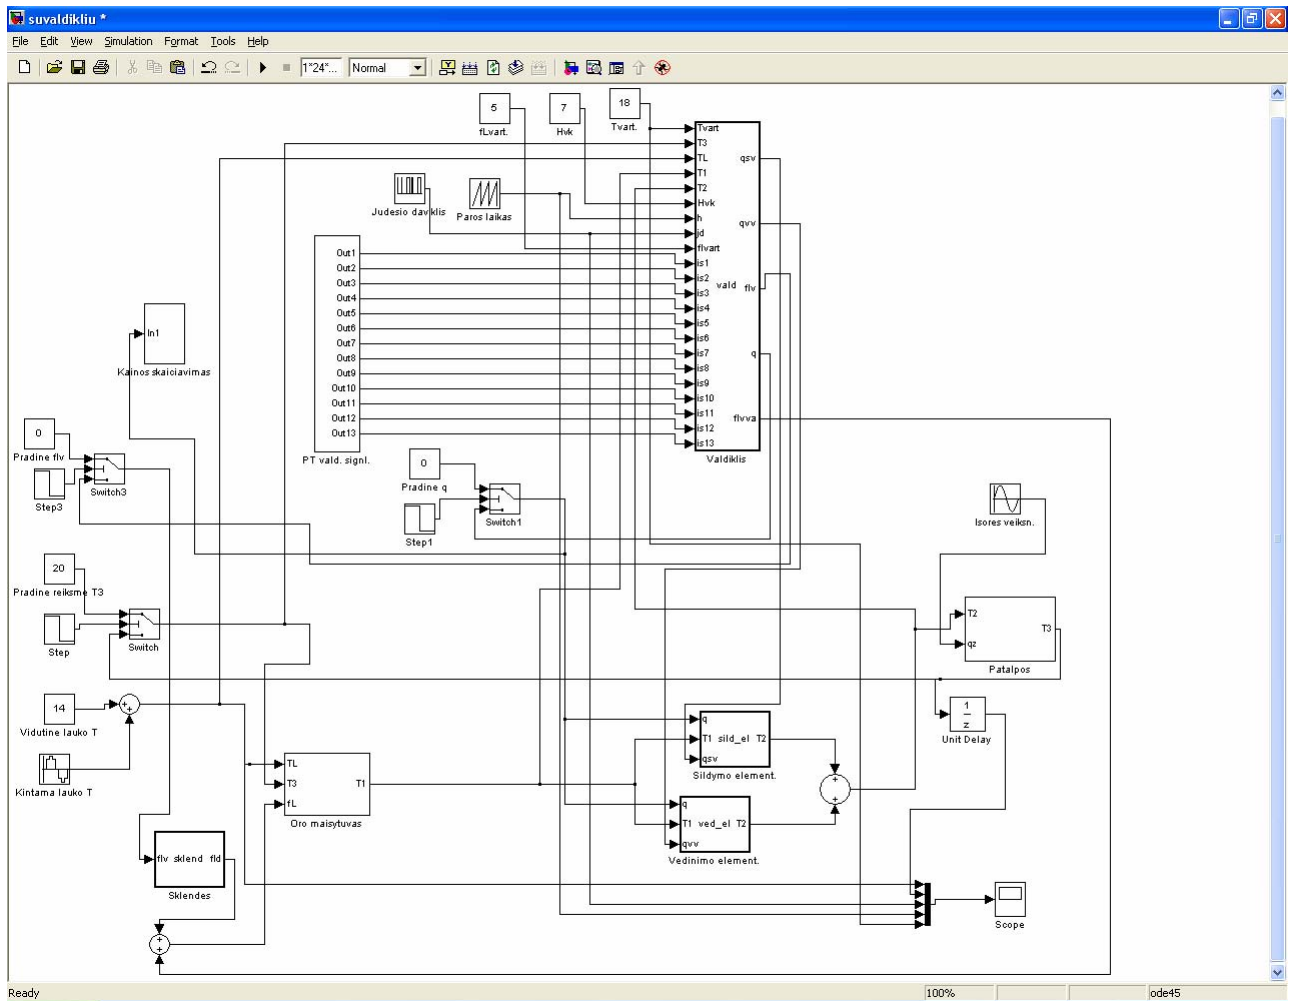 suvaldikliu *
File Edit View Simulation Format Tools Help
1*24*... Normal
5
fLvart.
7
Hvk
18
Tvart.
Tvart
T3
TL
T1
T2
Hvk
h
jd
flvart
is1
is2
is3
is4
is5
is6
is7
is8
is9
is10
is11
is12
is13
vald
qsv
qvv
flv
q
flvva
Valdiklis
Judesio daviklis
Paros laikas
Out1
Out2
Out3
Out4
Out5
Out6
Out7
Out8
Out9
Out10
Out11
Out12
Out13
PT vald. signl.
In1
Kainos skaiciavimas
0
Pradine flv
Step3
Switch3
0
Pradine q
Step1
Switch1
Isores veiksn.
20
Pradine reiksme T3
Step
Switch
T2
qz
T3
Patalpos
14
Vidutine lauko T
Kintama lauko T
1
z
Unit Delay
q
T1 sild_el T2
qsv
Sildymo element.
TL
T3
fL
T1
Oro maisytuvas
q
T1 ved_el T2
qvv
Vedinimo element.
flv sklend fld
Sklendes
Scope
Ready 100% ode45